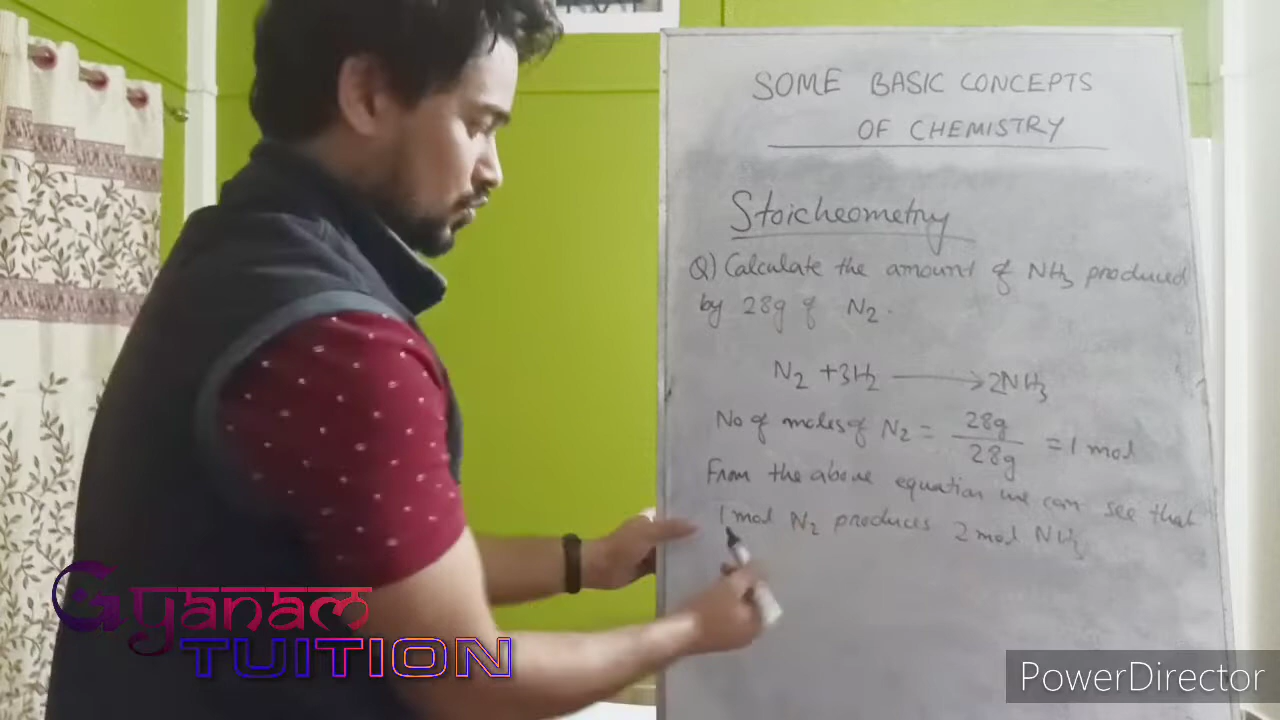 SOME BASIC CONCEPTS
OF CHEMISTRY
Stoicheometry
Q) Calculate the amount of NH3 produced
by 28g of N2.
N2 + 3H2 ⟶ 2NH3
No of moles of N2 = 28g / 28g = 1 mol
From the above equation we can see that
1 mol N2 produces 2 mol NH3
Gyanam
TUITION
PowerDirector